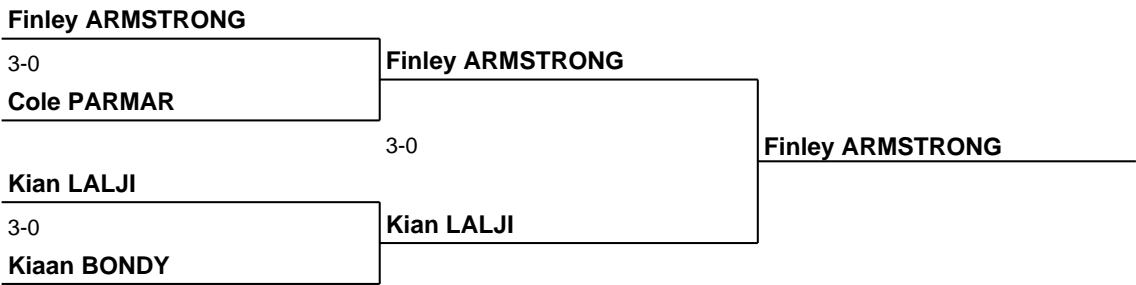 Finley ARMSTRONG
3-0
Finley ARMSTRONG
Cole PARMAR
3-0
Finley ARMSTRONG
Kian LALJI
3-0
Kian LALJI
Kiaan BONDY